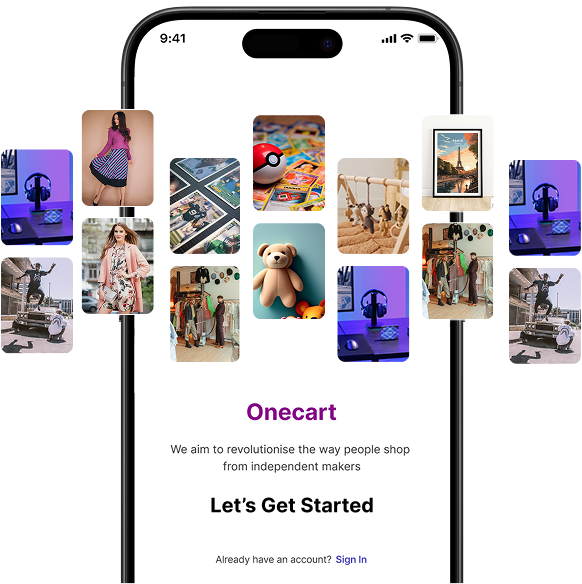 9:41
Onecart
We aim to revolutionise the way people shop
from independent makers
Let’s Get Started
Already have an account? Sign In